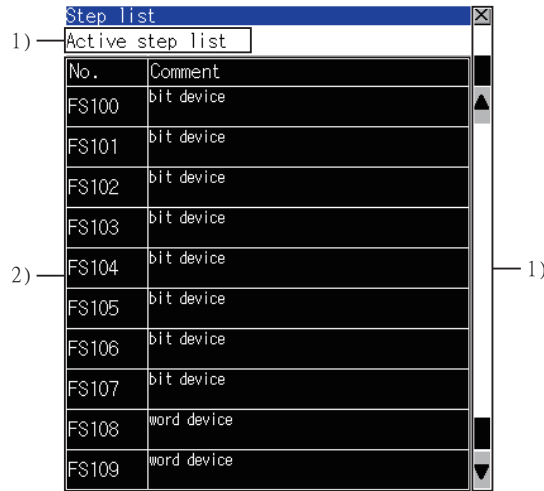 Step list
1)
Active step list
No. Comment
FS100 bit device
FS101 bit device
FS102 bit device
FS103 bit device
2)
FS104 bit device
1)
FS105 bit device
FS106 bit device
FS107 bit device
FS108 word device
FS109 word device